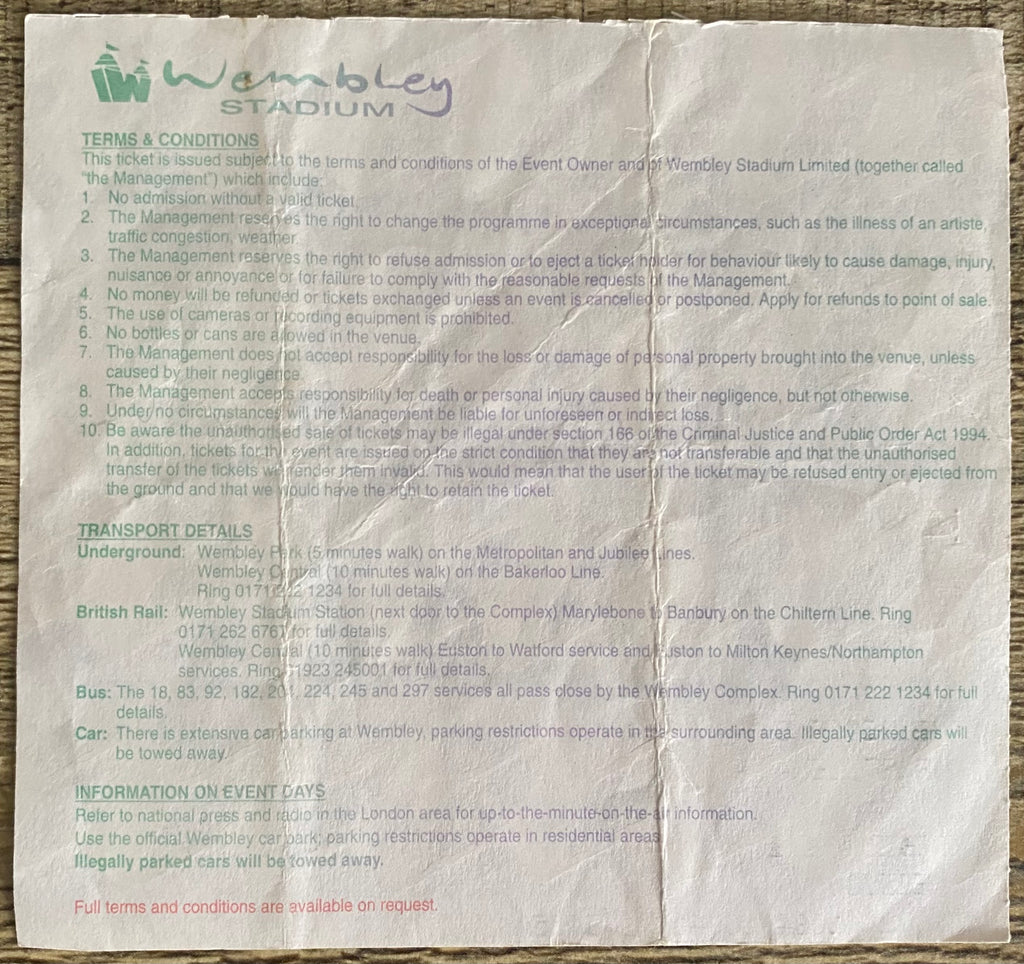 Wembley
STADIUM
TERMS & CONDITIONS
This ticket is issued subject to the terms and conditions of the Event Owner and of Wembley Stadium Limited (together called
"the Management") which include:
1. No admission without a valid ticket.
2. The Management reserves the right to change the programme in exceptional circumstances, such as the illness of an artiste,
traffic congestion, weather.
3. The Management reserves the right to refuse admission or to eject a ticket holder for behaviour likely to cause damage, injury,
nuisance or annoyance or for failure to comply with the reasonable requests of the Management.
4. No money will be refunded or tickets exchanged unless an event is cancelled or postponed. Apply for refunds to point of sale.
5. The use of cameras or recording equipment is prohibited.
6. No bottles or cans are allowed in the venue.
7. The Management does not accept responsibility for the loss or damage of personal property brought into the venue, unless
caused by their negligence.
8. The Management accepts responsibility for death or personal injury caused by their negligence, but not otherwise.
9. Under no circumstances will the Management be liable for unforeseen or indirect loss.
10. Be aware the unauthorised sale of tickets may be illegal under section 166 of the Criminal Justice and Public Order Act 1994.
In addition, tickets for the event are issued on the strict condition that they are not transferable and that the unauthorised
transfer of the tickets will render them invalid. This would mean that the user of the ticket may be refused entry or ejected from
the ground and that we would have the right to retain the ticket.
TRANSPORT DETAILS
Underground: Wembley Park (5 minutes walk) on the Metropolitan and Jubilee Lines.
Wembley Central (10 minutes walk) on the Bakerloo Line.
Ring 0171 222 1234 for full details.
British Rail: Wembley Stadium Station (next door to the Complex) Marylebone to Banbury on the Chiltern Line. Ring
0171 262 6767 for full details.
Wembley Central (10 minutes walk) Euston to Watford service and Euston to Milton Keynes/Northampton
services. Ring 01923 245001 for full details.
Bus: The 18, 83, 92, 182, 204, 224, 245 and 297 services all pass close by the Wembley Complex. Ring 0171 222 1234 for full
details.
Car: There is extensive car parking at Wembley, parking restrictions operate in the surrounding area. Illegally parked cars will
be towed away.
INFORMATION ON EVENT DAYS
Refer to national press and radio in the London area for up-to-the-minute-on-the-air information.
Use the official Wembley car park; parking restrictions operate in residential areas.
Illegally parked cars will be towed away.
Full terms and conditions are available on request.